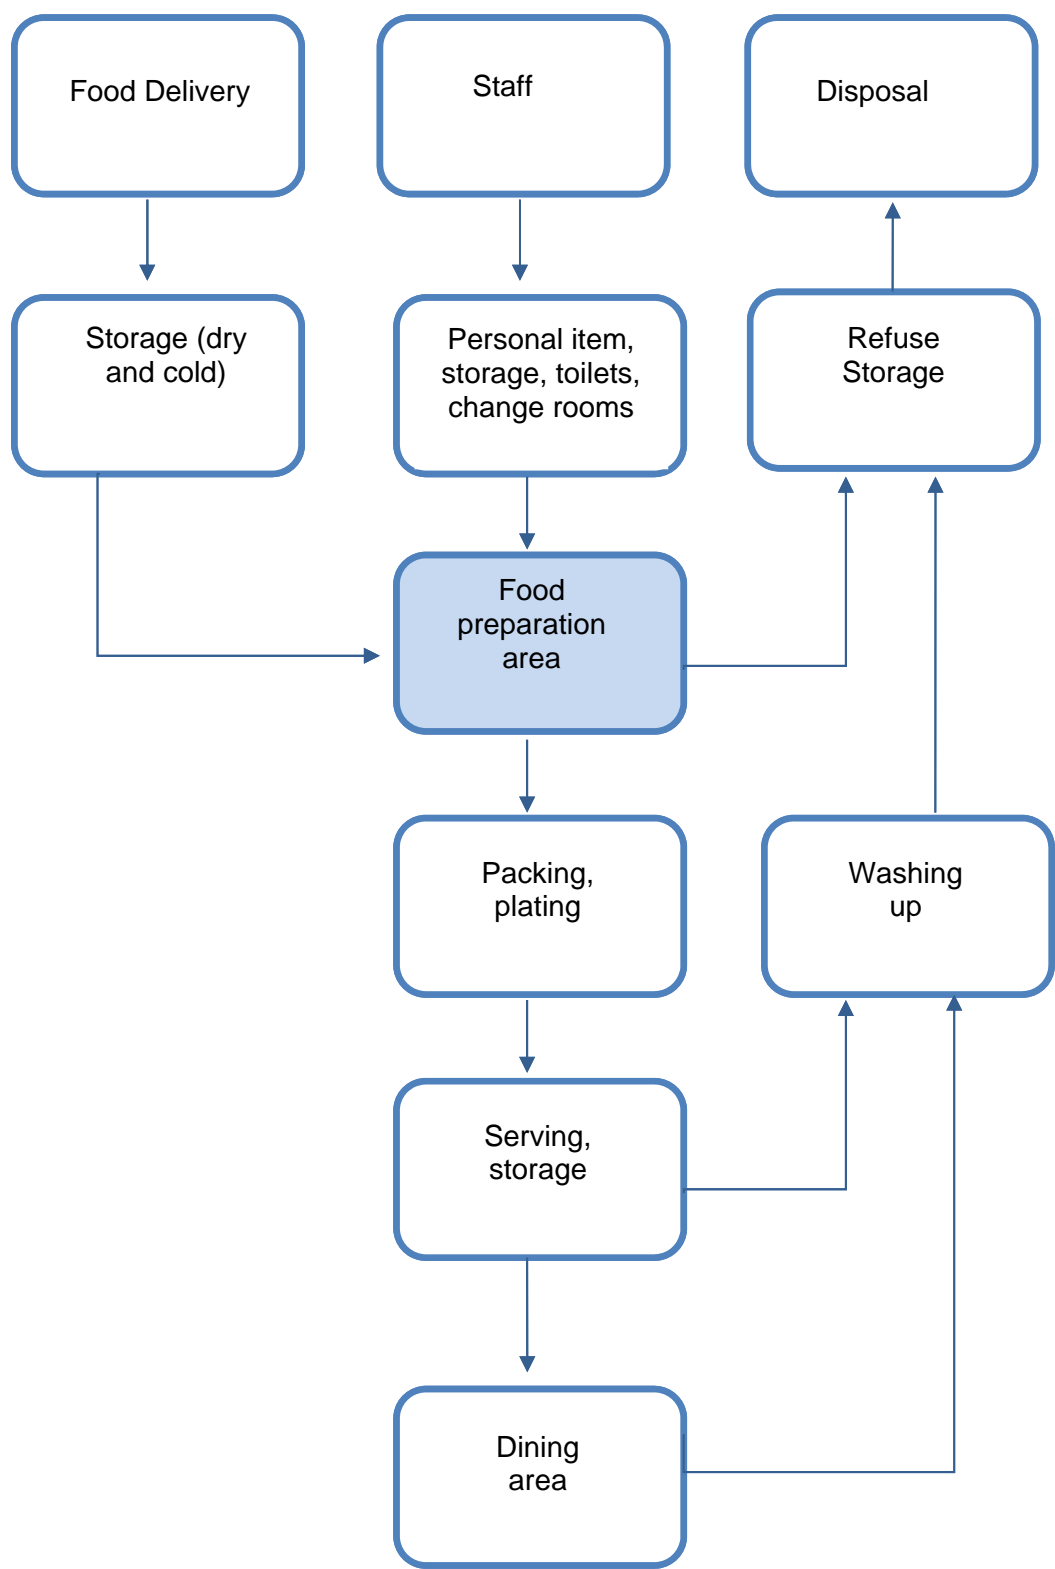 Food Delivery
Staff
Disposal
Storage (dry
and cold)
Personal item,
storage, toilets,
change rooms
Refuse
Storage
Food
preparation
area
Packing,
plating
Washing
up
Serving,
storage
Dining
area